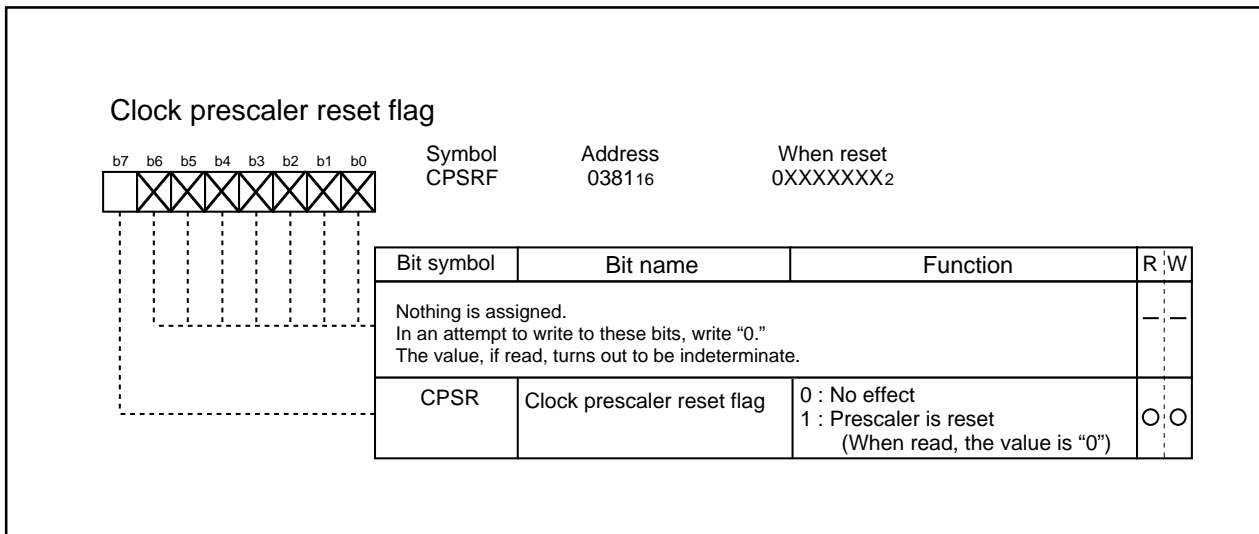 Clock prescaler reset flag
b7 b6 b5 b4 b3 b2 b1 b0
Symbol Address When reset
CPSRF 038116 0XXXXXXX2
Bit symbol Bit name Function R W
Nothing is assigned.
In an attempt to write to these bits, write “0.”
The value, if read, turns out to be indeterminate.
— —
CPSR Clock prescaler reset flag 0 : No effect
1 : Prescaler is reset
(When read, the value is “0”)
O O